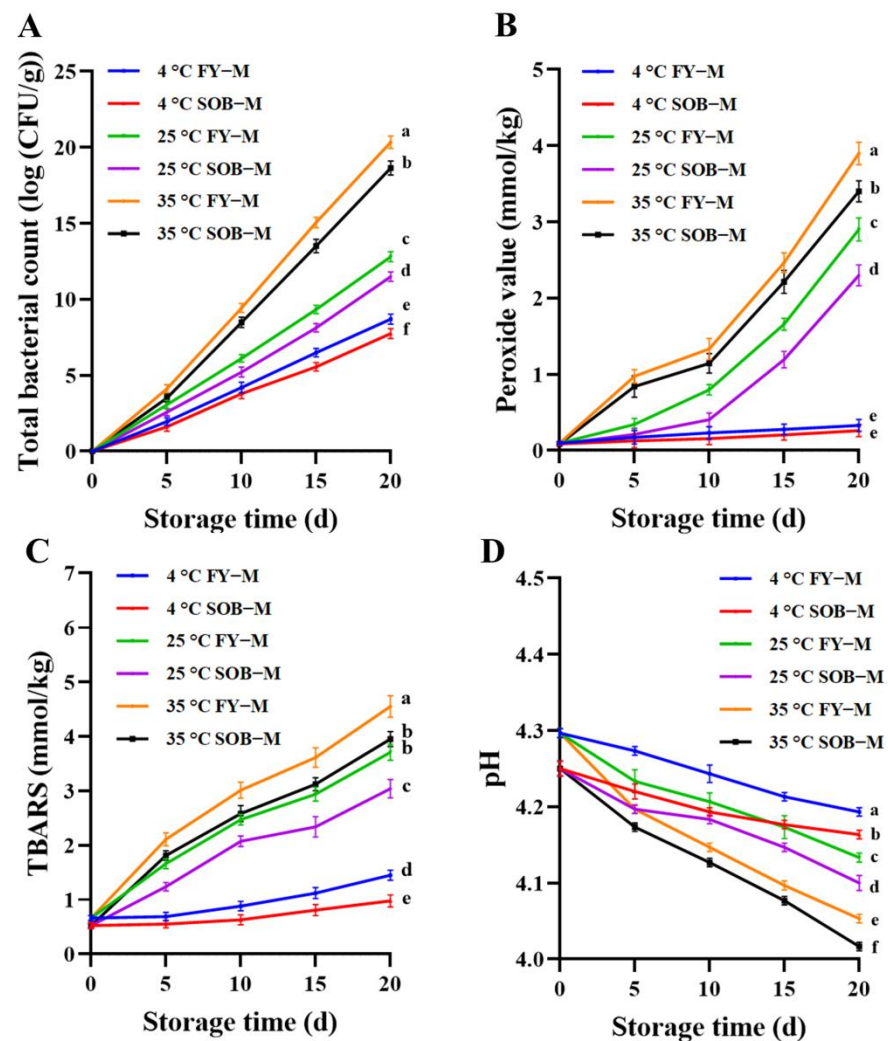 A
Total bacterial count (log (CFU/g))
25
20
15
10
5
0
4 °C FY−M
4 °C SOB−M
25 °C FY−M
25 °C SOB−M
35 °C FY−M
35 °C SOB−M
a
b
c
d
e
f
0 5 10 15 20
Storage time (d)
B
Peroxide value (mmol/kg)
5
4
3
2
1
0
4 °C FY−M
4 °C SOB−M
25 °C FY−M
25 °C SOB−M
35 °C FY−M
35 °C SOB−M
a
b
c
d
e
e
0 5 10 15 20
Storage time (d)
C
TBARS (mmol/kg)
7
6
5
4
3
2
1
0
4 °C FY−M
4 °C SOB−M
25 °C FY−M
25 °C SOB−M
35 °C FY−M
35 °C SOB−M
a
b
b
c
d
e
0 5 10 15 20
Storage time (d)
D
pH
4.5
4.4
4.3
4.2
4.1
4.0
4 °C FY−M
4 °C SOB−M
25 °C FY−M
25 °C SOB−M
35 °C FY−M
35 °C SOB−M
a
b
c
d
e
f
0 5 10 15 20
Storage time (d)